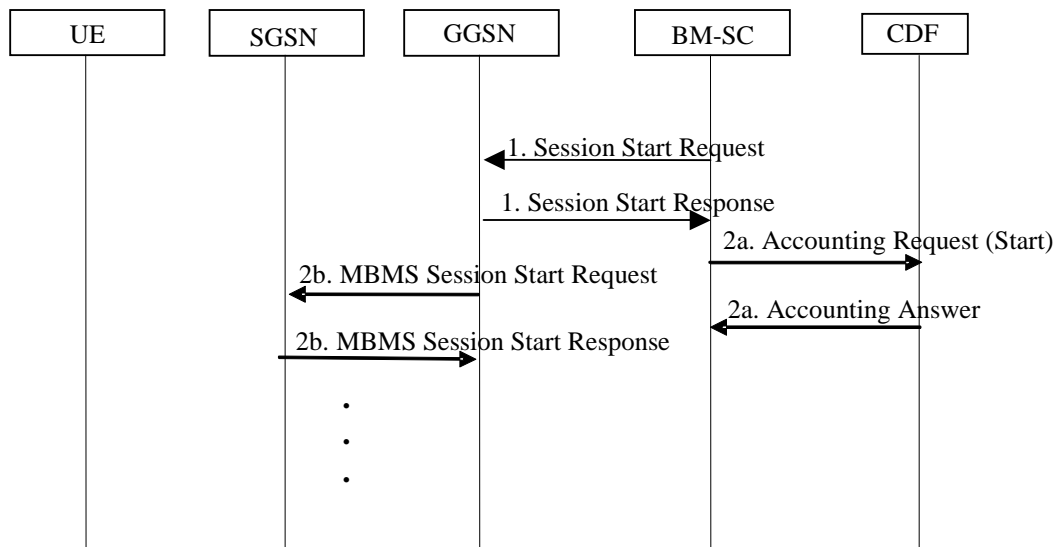 UE
SGSN
GGSN
BM-SC
CDF
1. Session Start Request
1. Session Start Response
2a. Accounting Request (Start)
2b. MBMS Session Start Request
2a. Accounting Answer
2b. MBMS Session Start Response